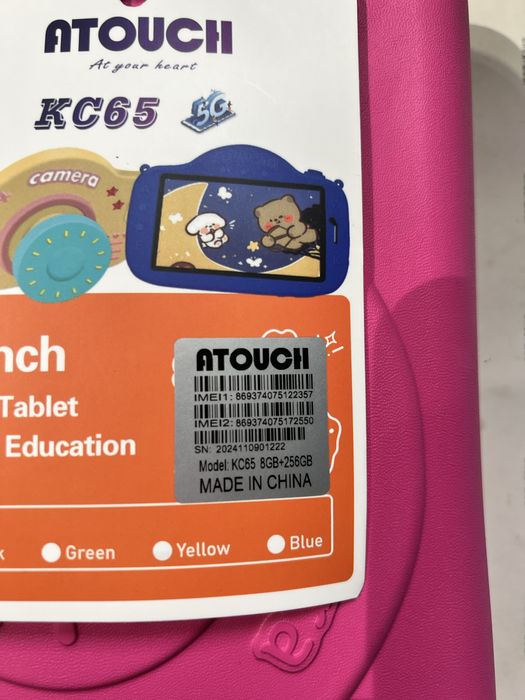 ATOUCH
At your heart
KC65 5G
camera
nch
Tablet
Education
ATOUCH
IMEI1: 869374075122357
IMEI2: 869374075172550
SN: 2024110901222
Model: KC65 8GB+256GB
MADE IN CHINA
k Green Yellow Blue